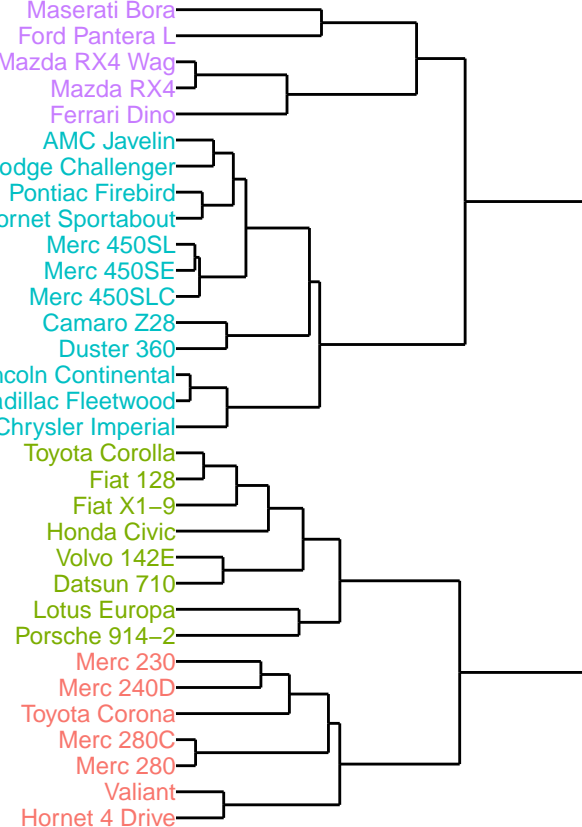 Maserati Bora
Ford Pantera L
Mazda RX4 Wag
Mazda RX4
Ferrari Dino
AMC Javelin
odge Challenger
Pontiac Firebird
ornet Sportabout
Merc 450SL
Merc 450SE
Merc 450SLC
Camaro Z28
Duster 360
ncoln Continental
adillac Fleetwood
Chrysler Imperial
Toyota Corolla
Fiat 128
Fiat X1−9
Honda Civic
Volvo 142E
Datsun 710
Lotus Europa
Porsche 914−2
Merc 230
Merc 240D
Toyota Corona
Merc 280C
Merc 280
Valiant
Hornet 4 Drive